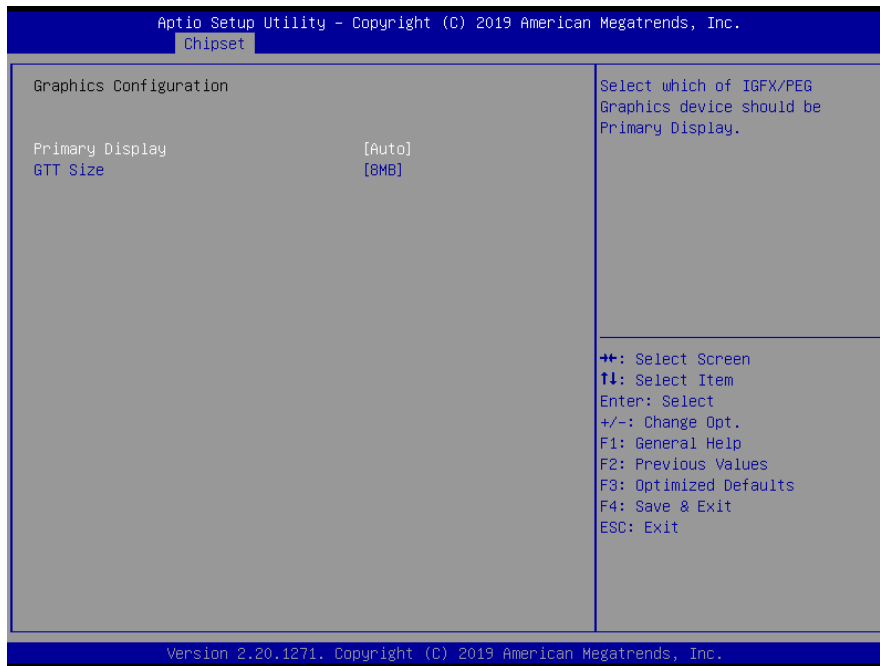 Aptio Setup Utility – Copyright (C) 2019 American Megatrends, Inc.
Chipset
Graphics Configuration
Primary Display [Auto]
GTT Size [8MB]
Select which of IGFX/PEG
Graphics device should be
Primary Display.
→←: Select Screen
↑↓: Select Item
Enter: Select
+/-: Change Opt.
F1: General Help
F2: Previous Values
F3: Optimized Defaults
F4: Save & Exit
ESC: Exit
Version 2.20.1271. Copyright (C) 2019 American Megatrends, Inc.